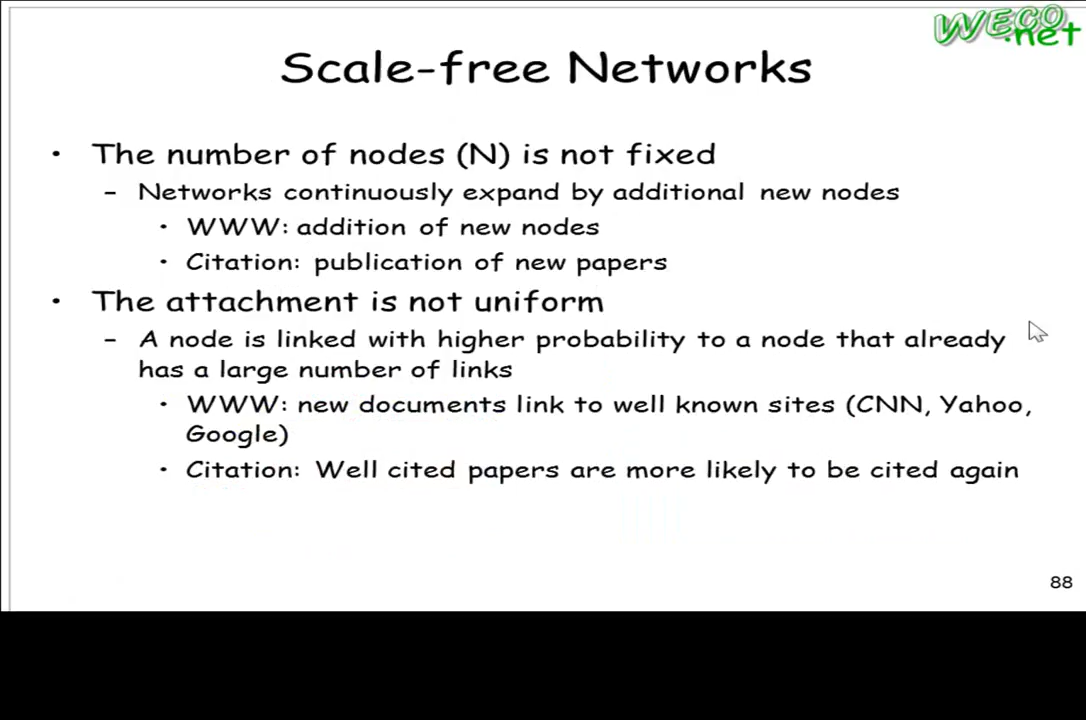 WECO
.net
Scale-free Networks
• The number of nodes (N) is not fixed
– Networks continuously expand by additional new nodes
• WWW: addition of new nodes
• Citation: publication of new papers
• The attachment is not uniform
– A node is linked with higher probability to a node that already
has a large number of links
• WWW: new documents link to well known sites (CNN, Yahoo,
Google)
• Citation: Well cited papers are more likely to be cited again
88